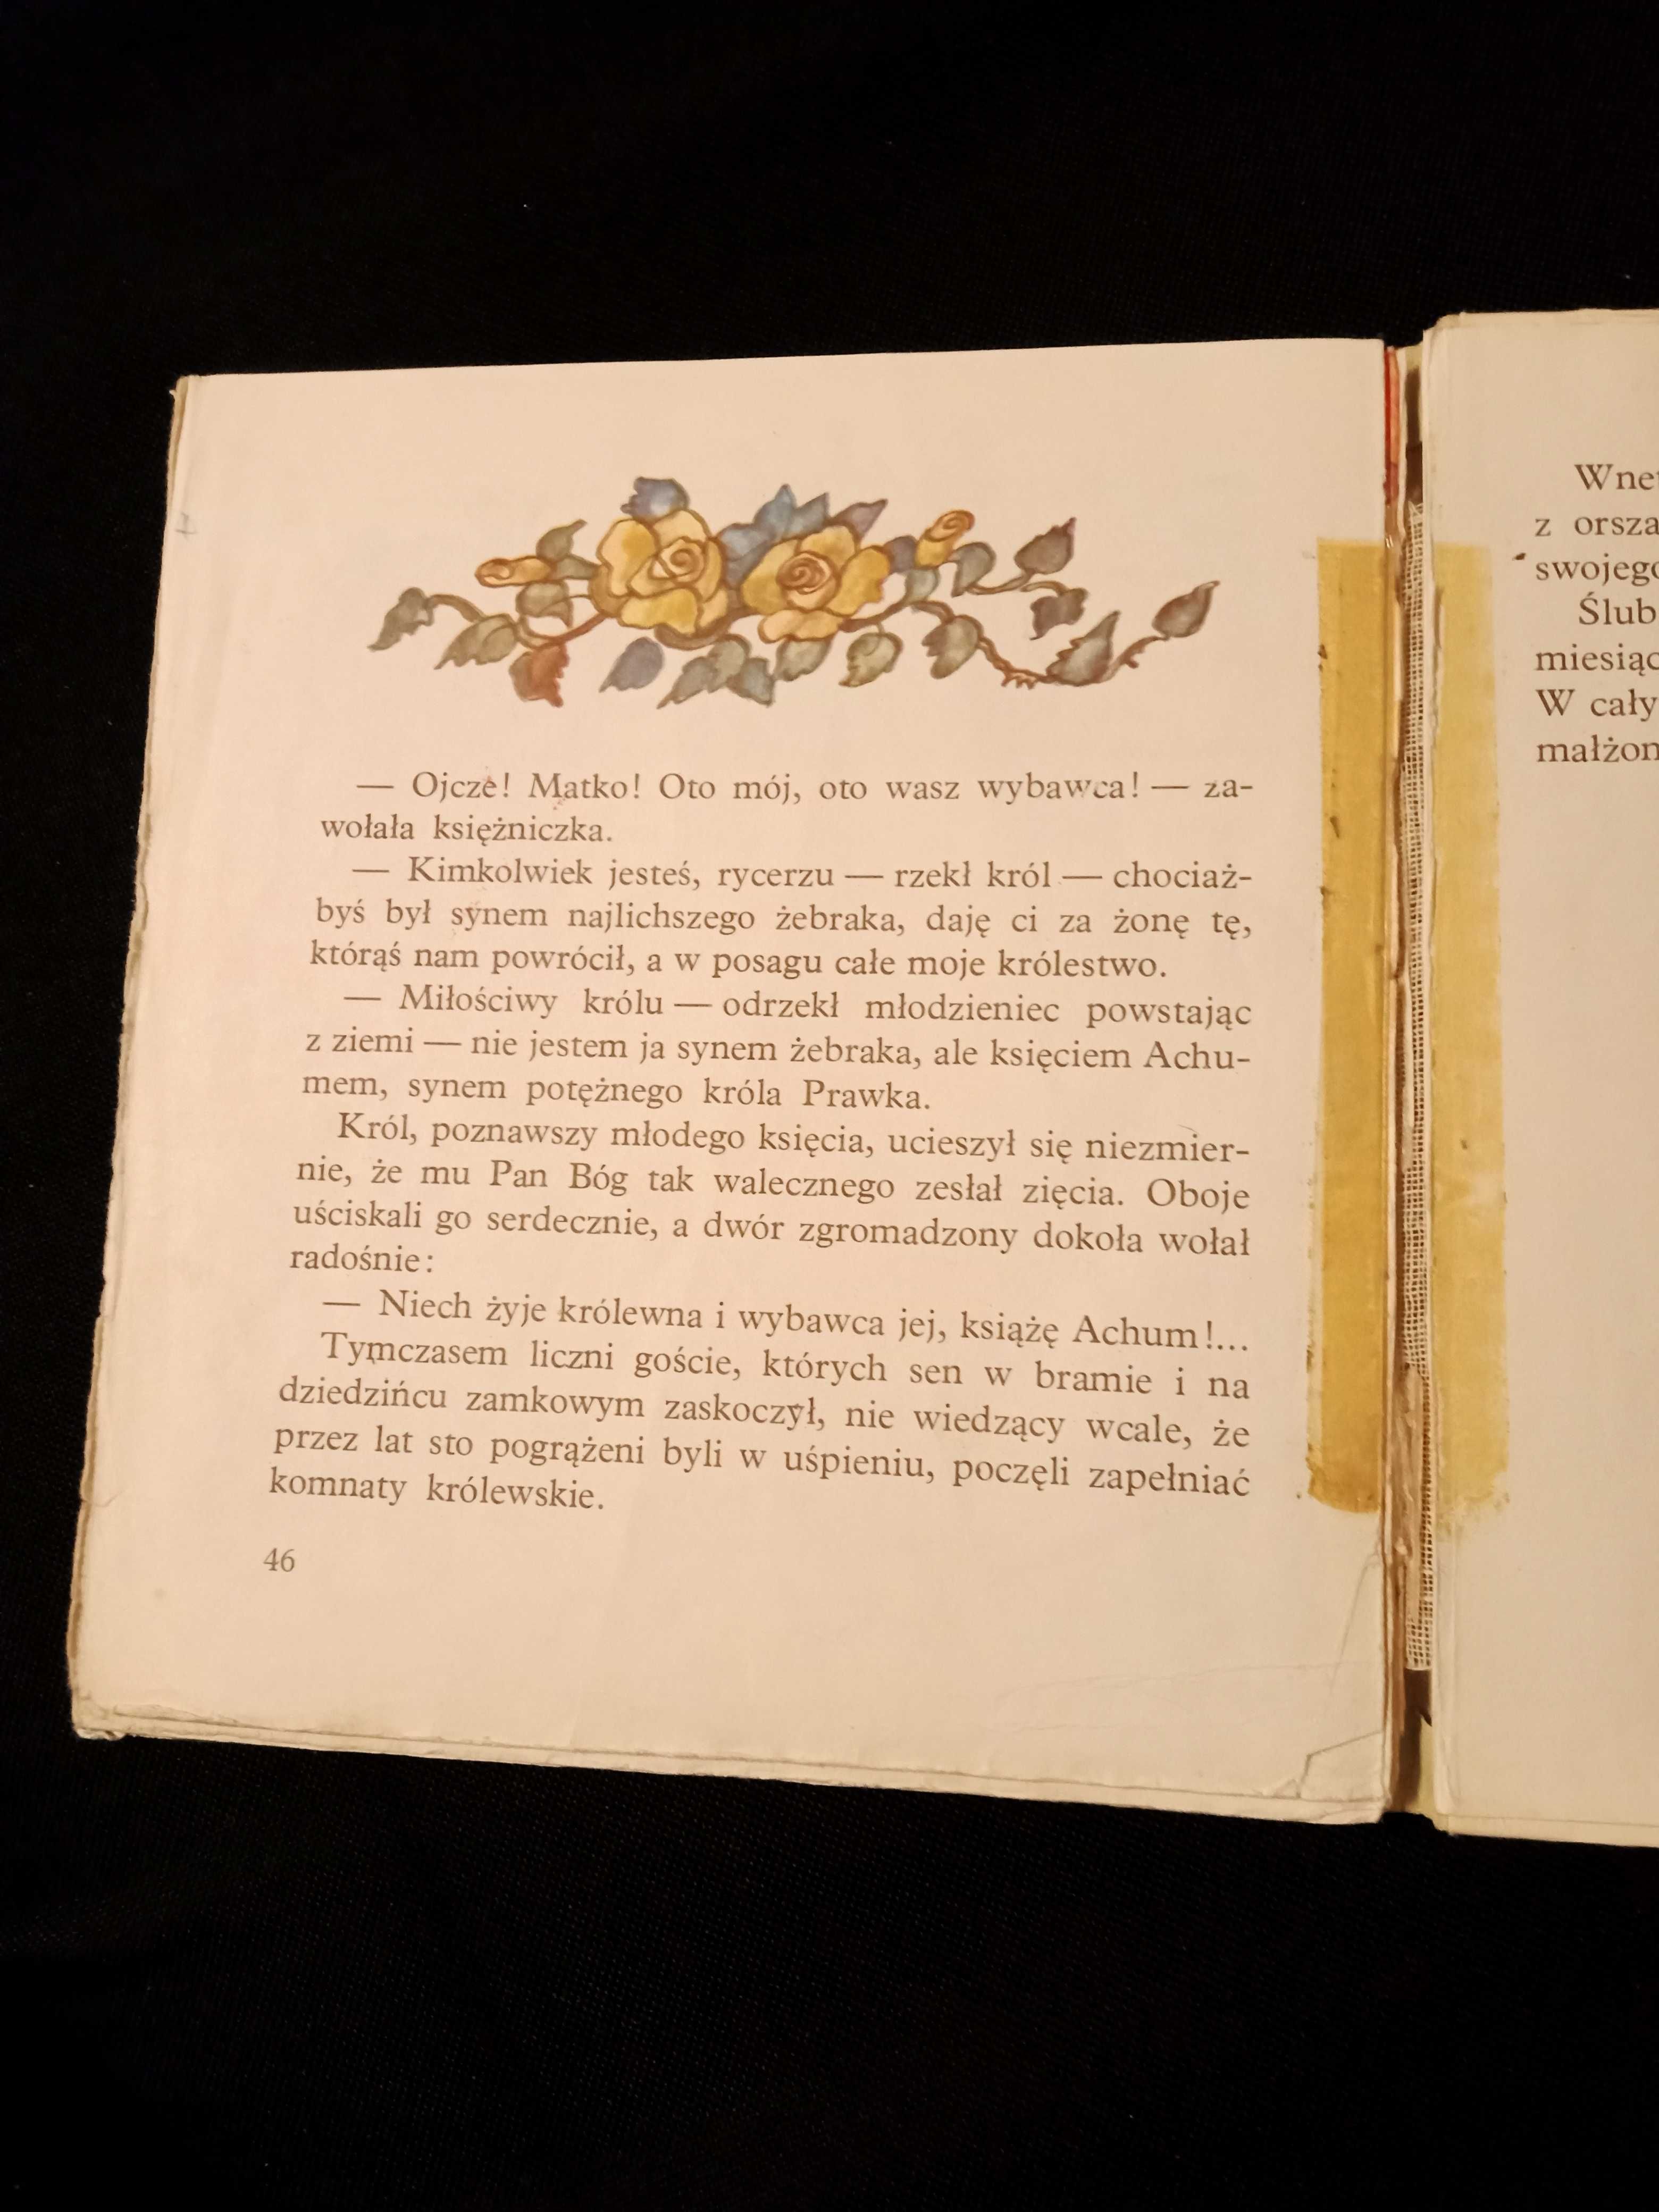 — Ojcze! Matko! Oto mój, oto wasz wybawca! — za-
wołała księżniczka.
— Kimkolwiek jesteś, rycerzu — rzekł król — chociaż-
byś był synem najlichszego żebraka, daję ci za żonę tę,
którąś nam powrócił, a w posagu całe moje królestwo.
— Miłościwy królu — odrzekł młodzieniec powstając
z ziemi — nie jestem ja synem żebraka, ale księciem Achu-
mem, synem potężnego króla Prawka.
Król, poznawszy młodego księcia, ucieszył się niezmier-
nie, że mu Pan Bóg tak walecznego zesłał zięcia. Oboje
uściskali go serdecznie, a dwór zgromadzony dokoła wołał
radośnie:
— Niech żyje królewna i wybawca jej, książę Achum!...
Tymczasem liczni goście, których sen w bramie i na
dziedzińcu zamkowym zaskoczył, nie wiedzący wcale, że
przez lat sto pogrążeni byli w uśpieniu, poczęli zapełniać
komnaty królewskie.
46
z
Ślub
W